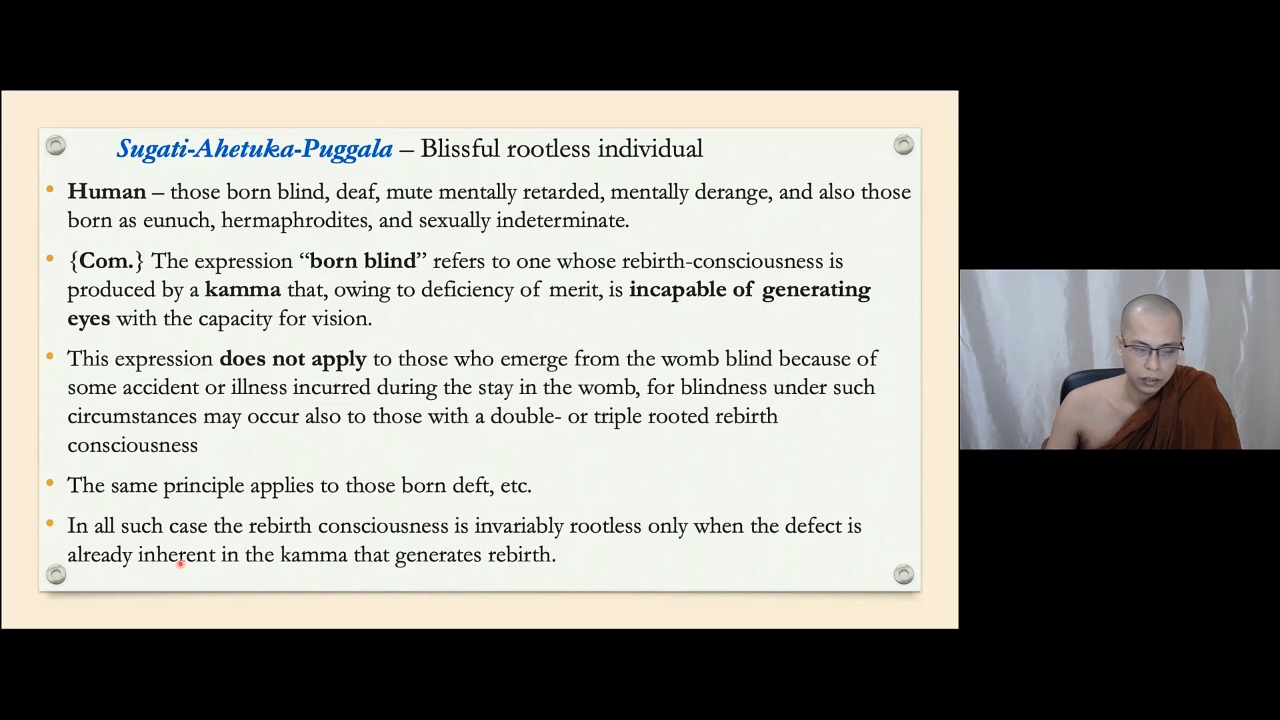 Sugati-Ahetuka-Puggala – Blissful rootless individual
• Human – those born blind, deaf, mute mentally retarded, mentally derange, and also those
born as eunuch, hermaphrodites, and sexually indeterminate.
• {Com.} The expression “born blind” refers to one whose rebirth-consciousness is
produced by a kamma that, owing to deficiency of merit, is incapable of generating
eyes with the capacity for vision.
• This expression does not apply to those who emerge from the womb blind because of
some accident or illness incurred during the stay in the womb, for blindness under such
circumstances may occur also to those with a double- or triple rooted rebirth
consciousness
• The same principle applies to those born deft, etc.
• In all such case the rebirth consciousness is invariably rootless only when the defect is
already inherent in the kamma that generates rebirth.